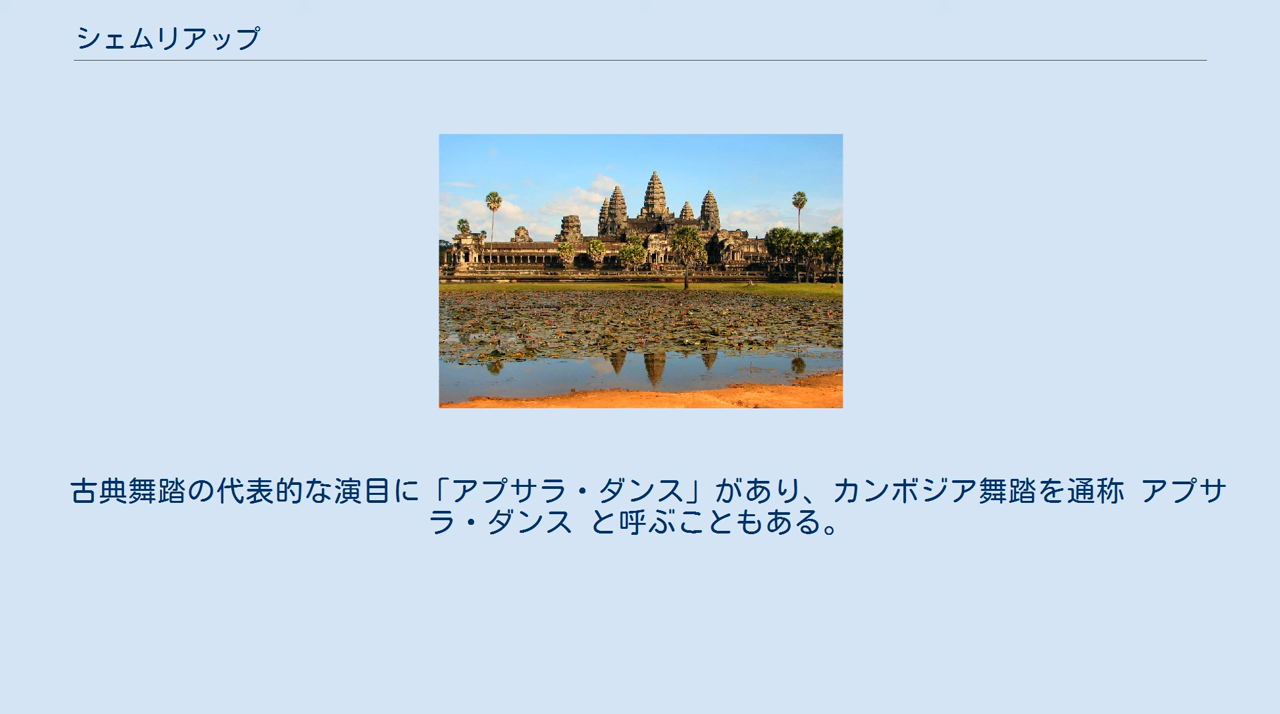 シェムリアップ
古典舞踏の代表的な演目に「アプサラ・ダンス」があり、カンボジア舞踏を通称 アプサ
ラ・ダンス と呼ぶこともある。